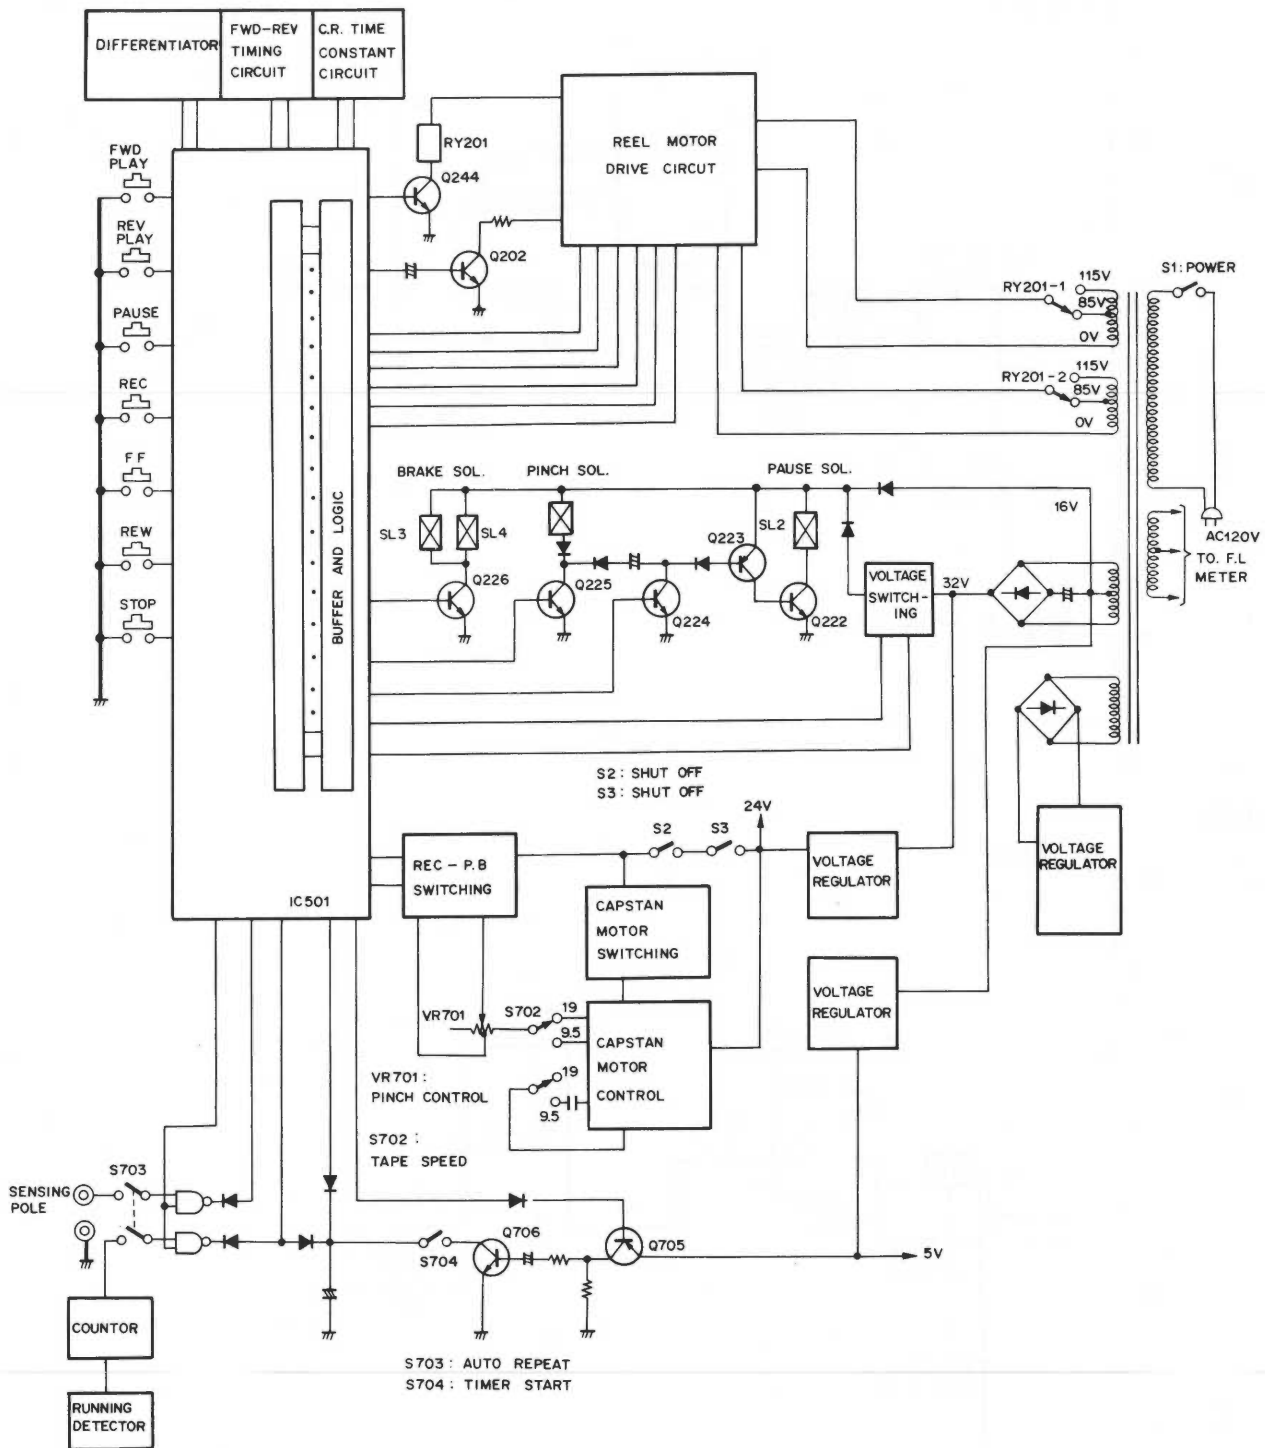 DIFFERENTIATOR
FWD-REV
TIMING
CIRCUIT
C.R. TIME
CONSTANT
CIRCUIT
FWD
PLAY
REV
PLAY
PAUSE
REC
FF
REW
STOP
BUFFER AND LOGIC
IC501
RY201
Q244
Q202
REEL MOTOR
DRIVE CIRCUT
RY201-1
115V
85V
0V
RY201-2
115V
85V
0V
S1: POWER
AC120V
TO. F.L
METER
BRAKE SOL.
PINCH SOL.
PAUSE SOL.
SL3
SL4
SL2
Q226
Q225
Q224
Q223
Q222
VOLTAGE
SWITCH-
ING
32V
16V
S2: SHUT OFF
S3: SHUT OFF
24V
S2
S3
REC - P.B
SWITCHING
CAPSTAN
MOTOR
SWITCHING
VOLTAGE
REGULATOR
VOLTAGE
REGULATOR
VOLTAGE
REGULATOR
VR701
S702
19
9.5
19
9.5
CAPSTAN
MOTOR
CONTROL
VR701:
PINCH CONTROL
S702:
TAPE SPEED
SENSING
POLE
S703
S704
Q706
Q705
5V
COUNTOR
RUNNING
DETECTOR
S703: AUTO REPEAT
S704: TIMER START